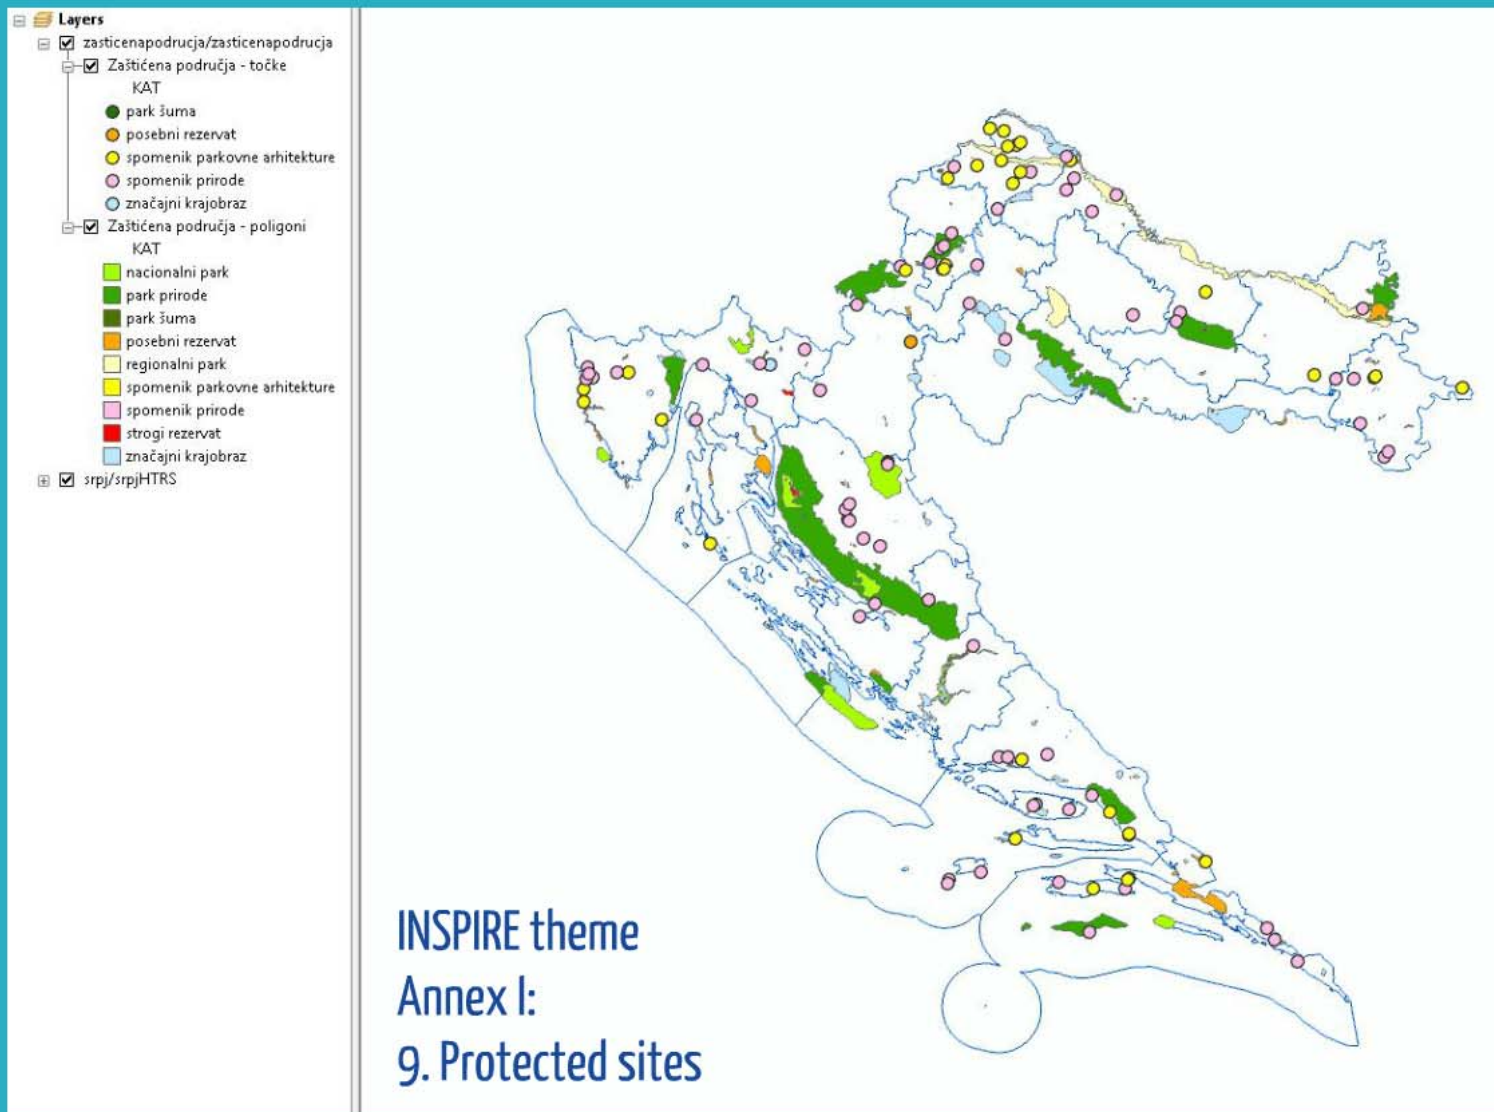 Layers
zasticenapodrucja/zasticenapodrucja
Zaštićena područja - točke
KAT
park šuma
posebni rezervat
spomenik parkovne arhitekture
spomenik prirode
značajni krajobraz
Zaštićena područja - poligoni
KAT
nacionalni park
park prirode
park šuma
posebni rezervat
regionalni park
spomenik parkovne arhitekture
spomenik prirode
strogi rezervat
značajni krajobraz
srpj/srpjHTRS
INSPIRE theme
Annex I:
9. Protected sites